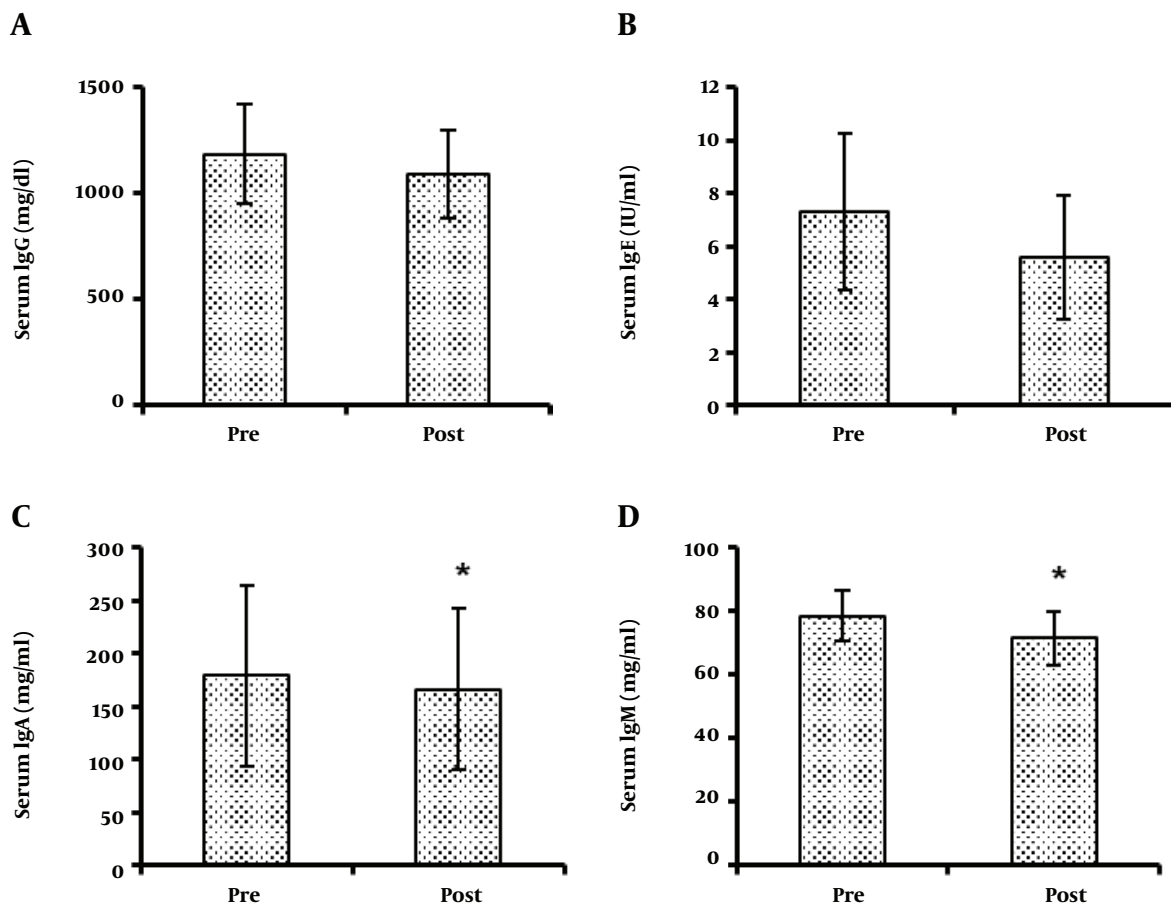 A
Serum IgG (mg/dl)
1500
1000
500
0
Pre
Post
B
Serum IgE (IU/ml)
12
10
8
6
4
2
0
Pre
Post
C
Serum IgA (mg/ml)
300
250
200
150
100
50
0
*
Pre
Post
D
Serum IgM (mg/ml)
100
80
60
40
20
0
*
Pre
Post